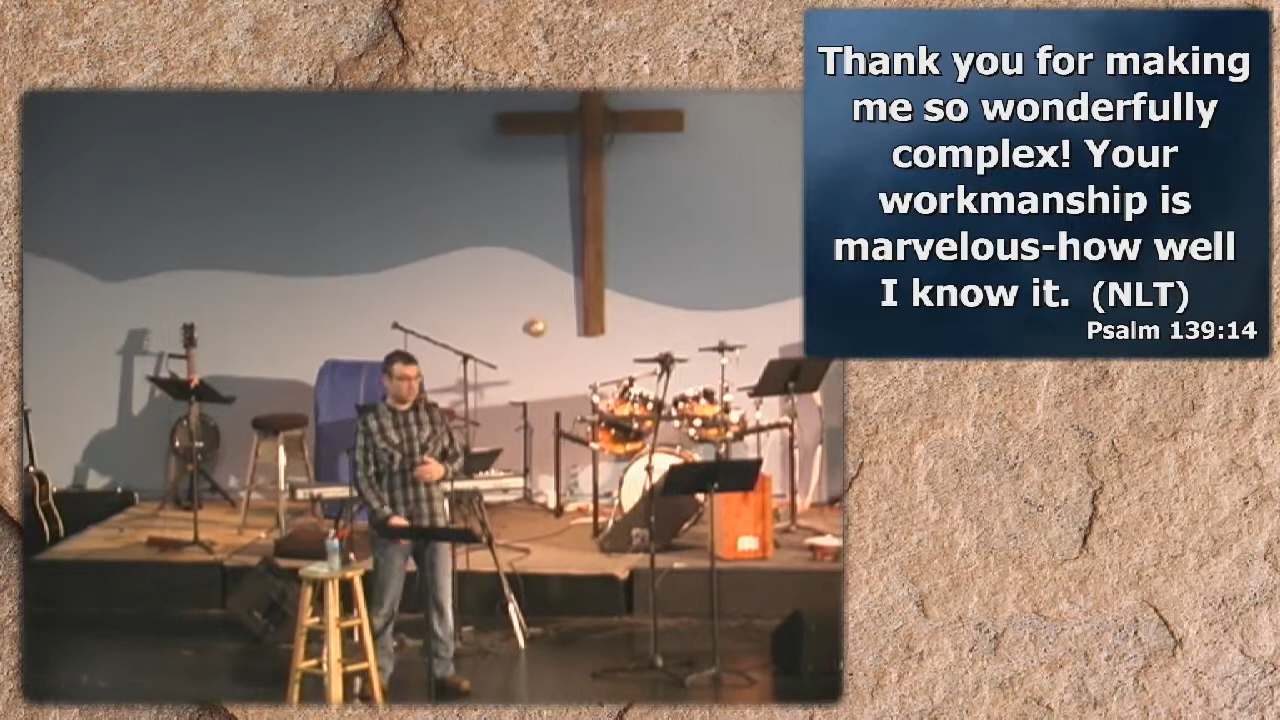 Thank you for making
me so wonderfully
complex! Your
workmanship is
marvelous-how well
I know it. (NLT)
Psalm 139:14